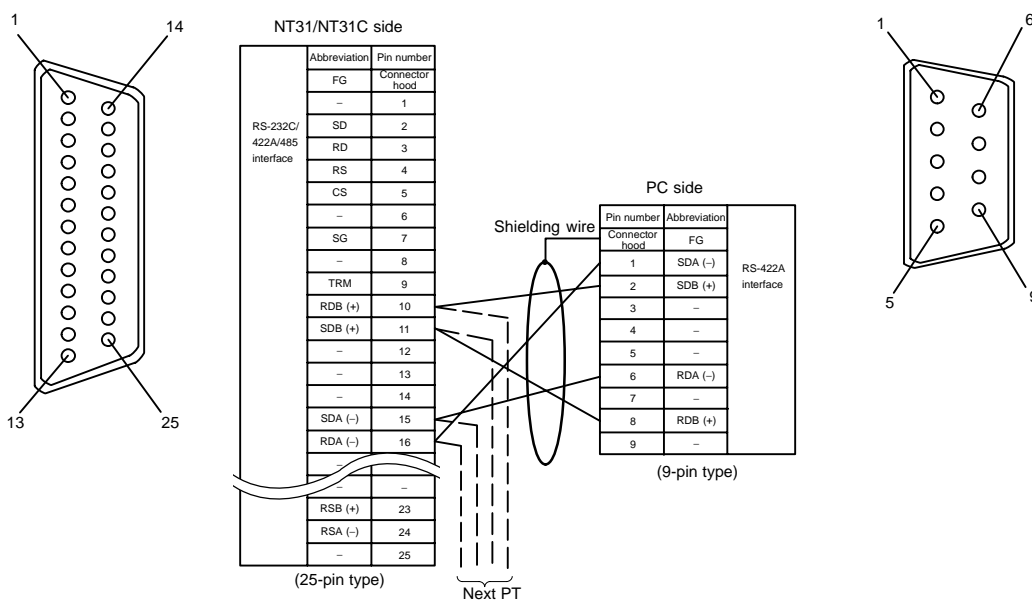 1
14
13
25
NT31/NT31C side
Abbreviation Pin number
RS-232C/
422A/485
interface
FG Connector hood
– 1
SD 2
RD 3
RS 4
CS 5
– 6
SG 7
– 8
TRM 9
RDB (+) 10
SDB (+) 11
– 12
– 13
– 14
SDA (–) 15
RDA (–) 16
–
– –
RSB (+) 23
RSA (–) 24
– 25
(25-pin type)
Next PT
Shielding wire
PC side
Pin number Abbreviation
Connector hood FG
1 SDA (–)
2 SDB (+)
3 –
4 –
5 –
6 RDA (–)
7 –
8 RDB (+)
9 –
RS-422A
interface
(9-pin type)
1
6
5
9